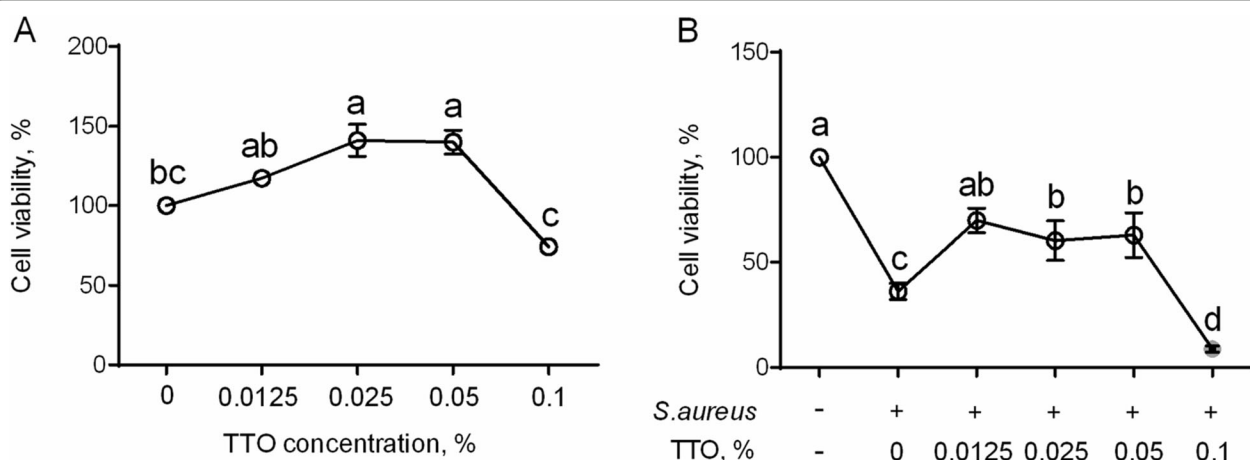 A
Cell viability, %
200
150
100
50
0
bc
ab
a
a
c
0 0.0125 0.025 0.05 0.1
TTO concentration, %
B
Cell viability, %
150
100
50
0
a
c
ab
b
b
d
S.aureus - + + + + +
TTO, % - 0 0.0125 0.025 0.05 0.1